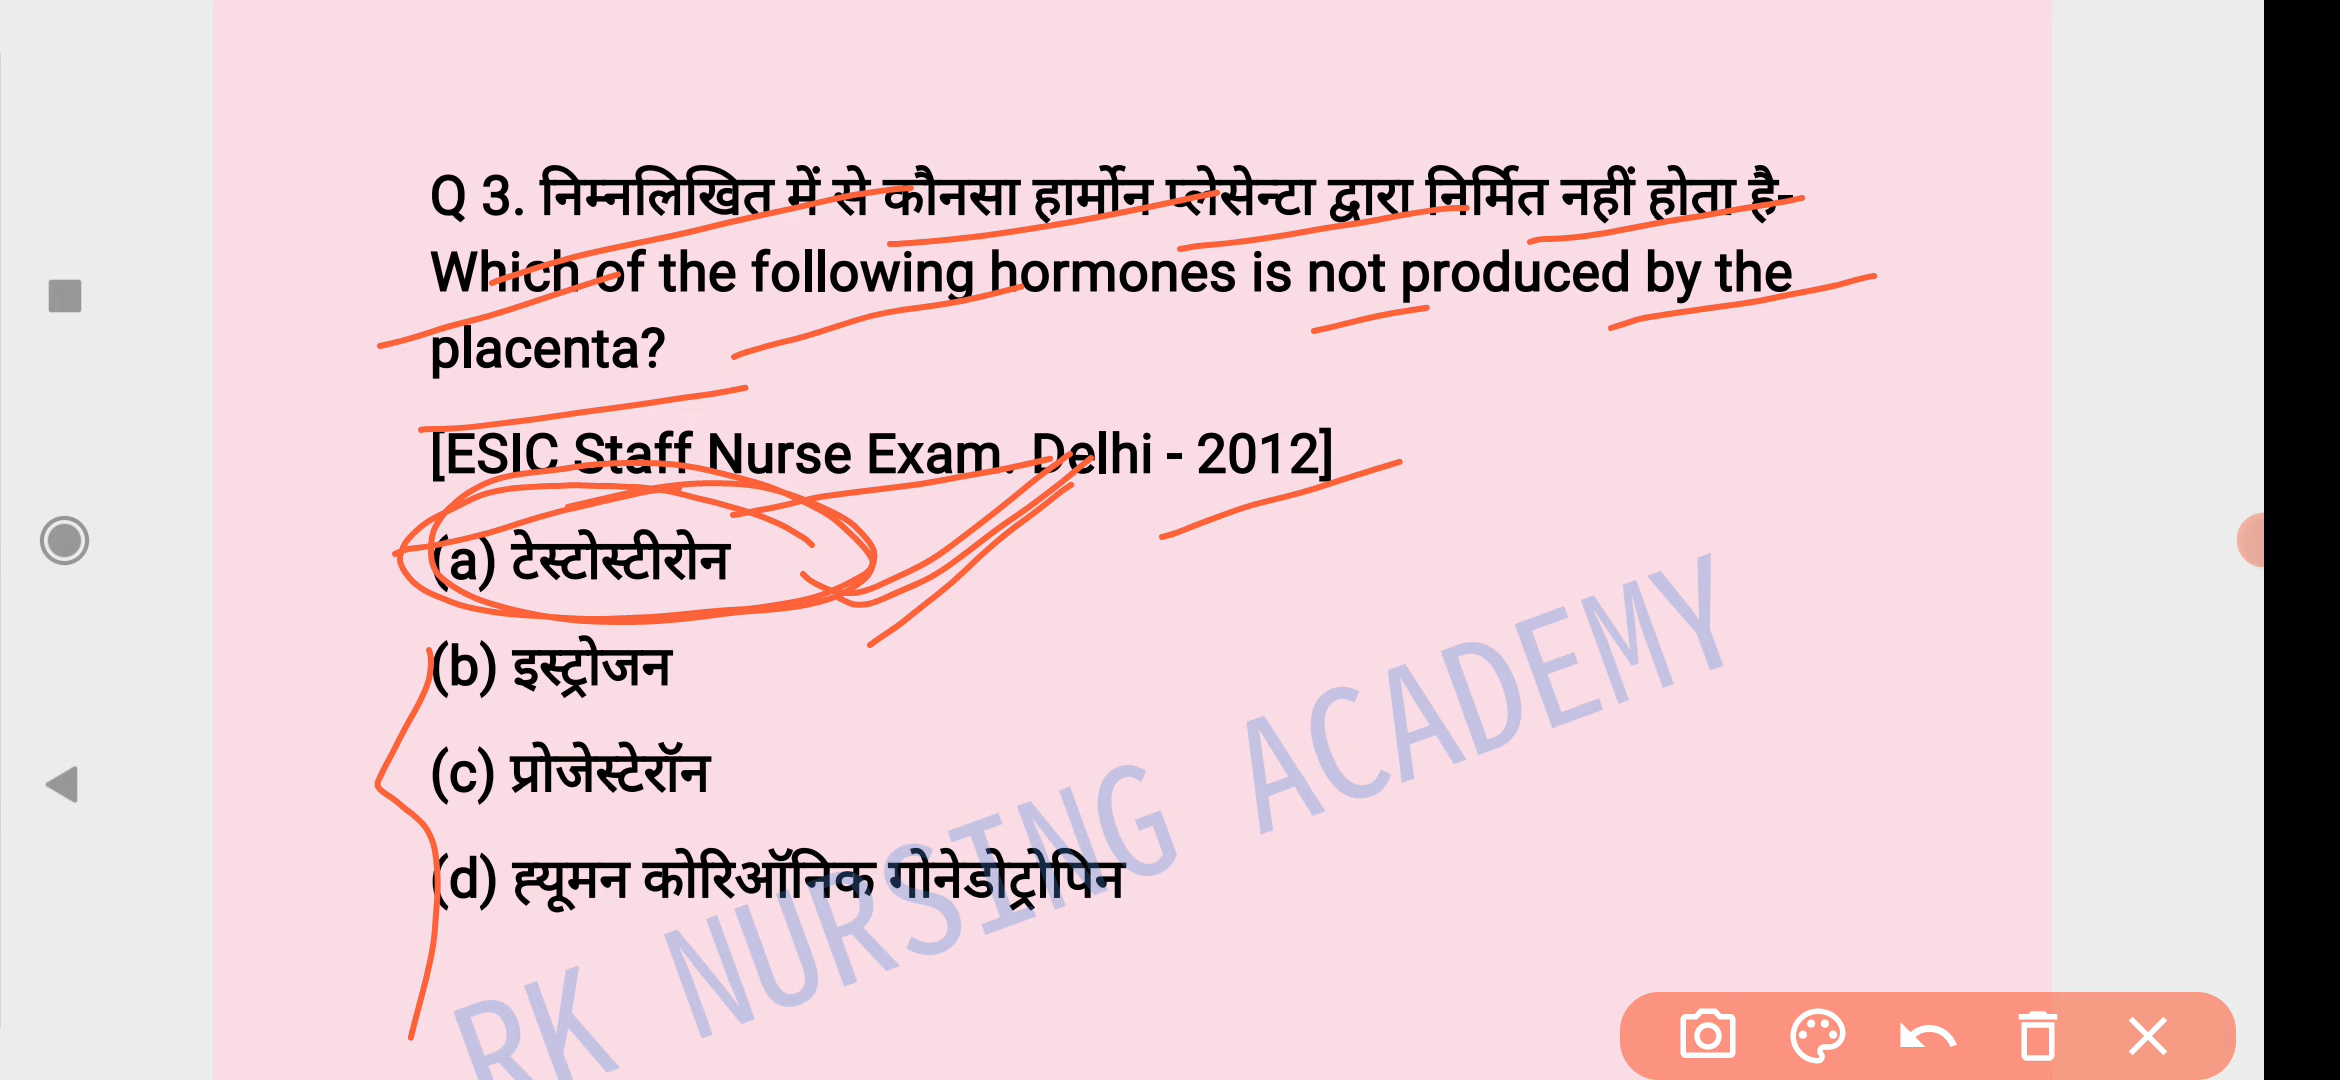 Q 3. निम्नलिखित में से कौनसा हार्मोन प्लेसेन्टा द्वारा निर्मित नहीं होता है-
Which of the following hormones is not produced by the
placenta?
[ESIC Staff Nurse Exam. Delhi - 2012]
(a) टेस्टोस्टीरोन
(b) इस्ट्रोजन
(c) प्रोजेस्टेरॉन
(d) ह्यूमन कोरिऑनिक गोनेडोट्रोपिन
RK NURSING ACADEMY